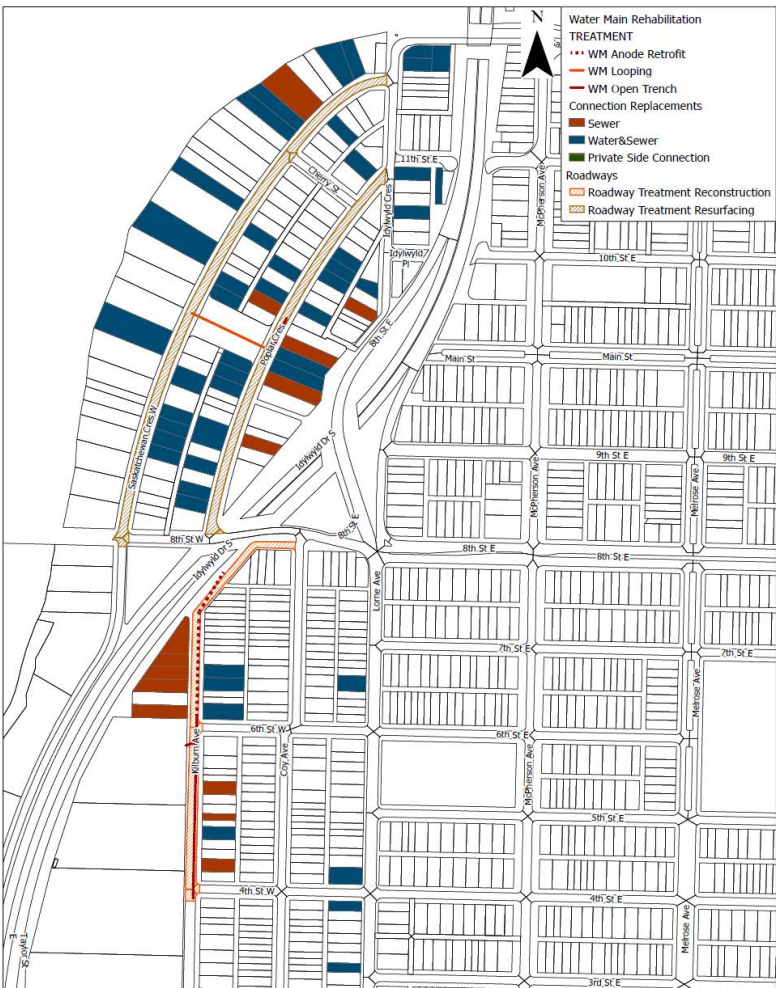 N
Water Main Rehabilitation
TREATMENT
WM Anode Retrofit
WM Looping
WM Open Trench
Connection Replacements
Sewer
Water&Sewer
Private Side Connection
Roadways
Roadway Treatment Reconstruction
Roadway Treatment Resurfacing
11th St E
Cherry St
McPherson Ave
Idylwyld Cres
Idylwyld
Pl
10th St E
8th St E
Poplar Cres
Main St
Main St
Saskatchewan Cres W
Idylwyld Dr S
9th St E
9th St E
McPherson Ave
Melrose Ave
8th St W
8th St E
8th St E
8th St E
Idylwyld Dr S
Lorne Ave
7th St E
7th St E
Melrose Ave
6th St W
6th St E
Kilburn Ave
Coy Ave
McPherson Ave
5th St E
4th St W
4th St E
Melrose Ave
Taylor St
E
3rd St E